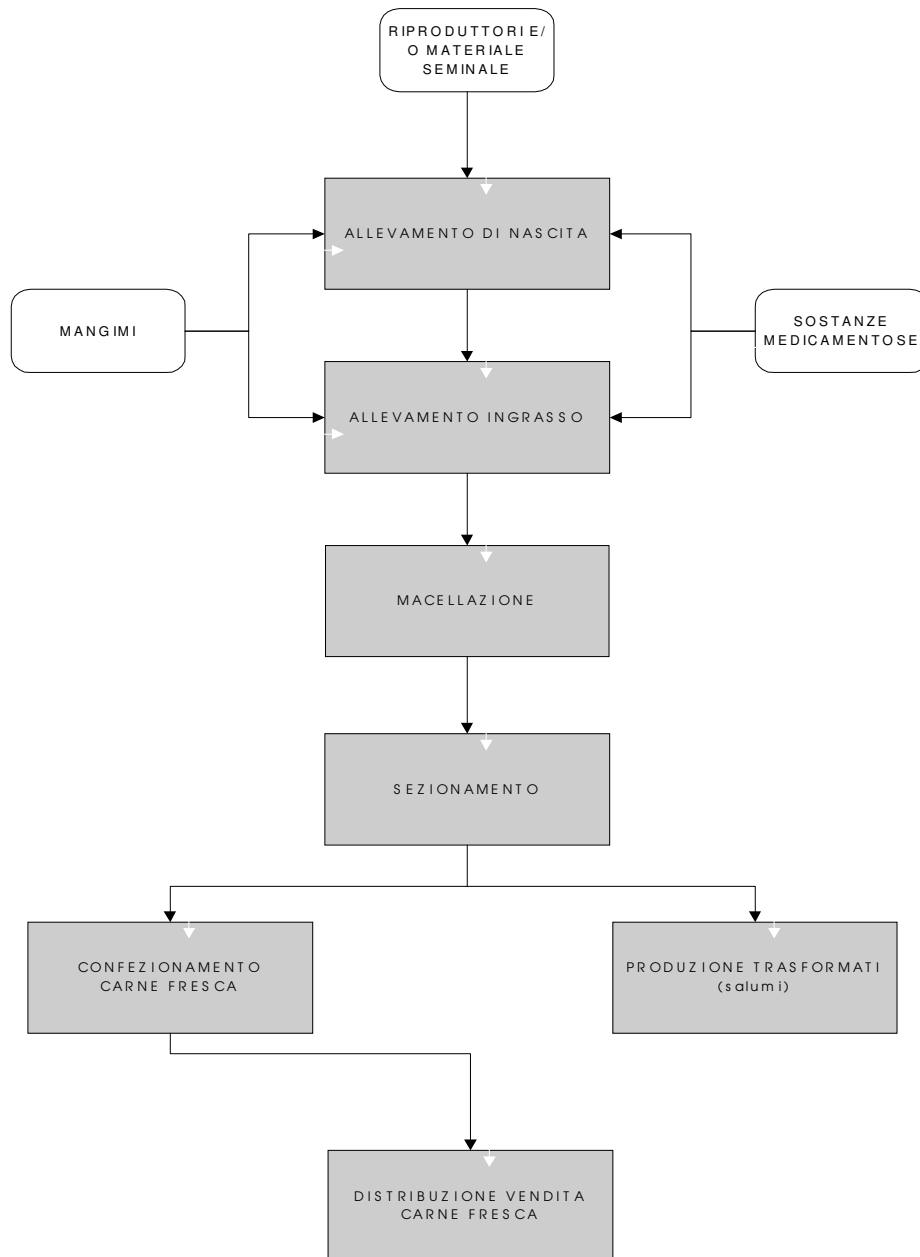 RIPRODUTTORI E/
O MATERIALE
SEMINALE
ALLEVAMENTO DI NASCITA
MANGIMI
SOSTANZE
MEDICAMENTOSE
ALLEVAMENTO INGRASSO
MACELLAZIONE
SEZIONAMENTO
CONFEZIONAMENTO
CARNE FRESCA
PRODUZIONE TRASFORMATI
(salumi)
DISTRIBUZIONE VENDITA
CARNE FRESCA